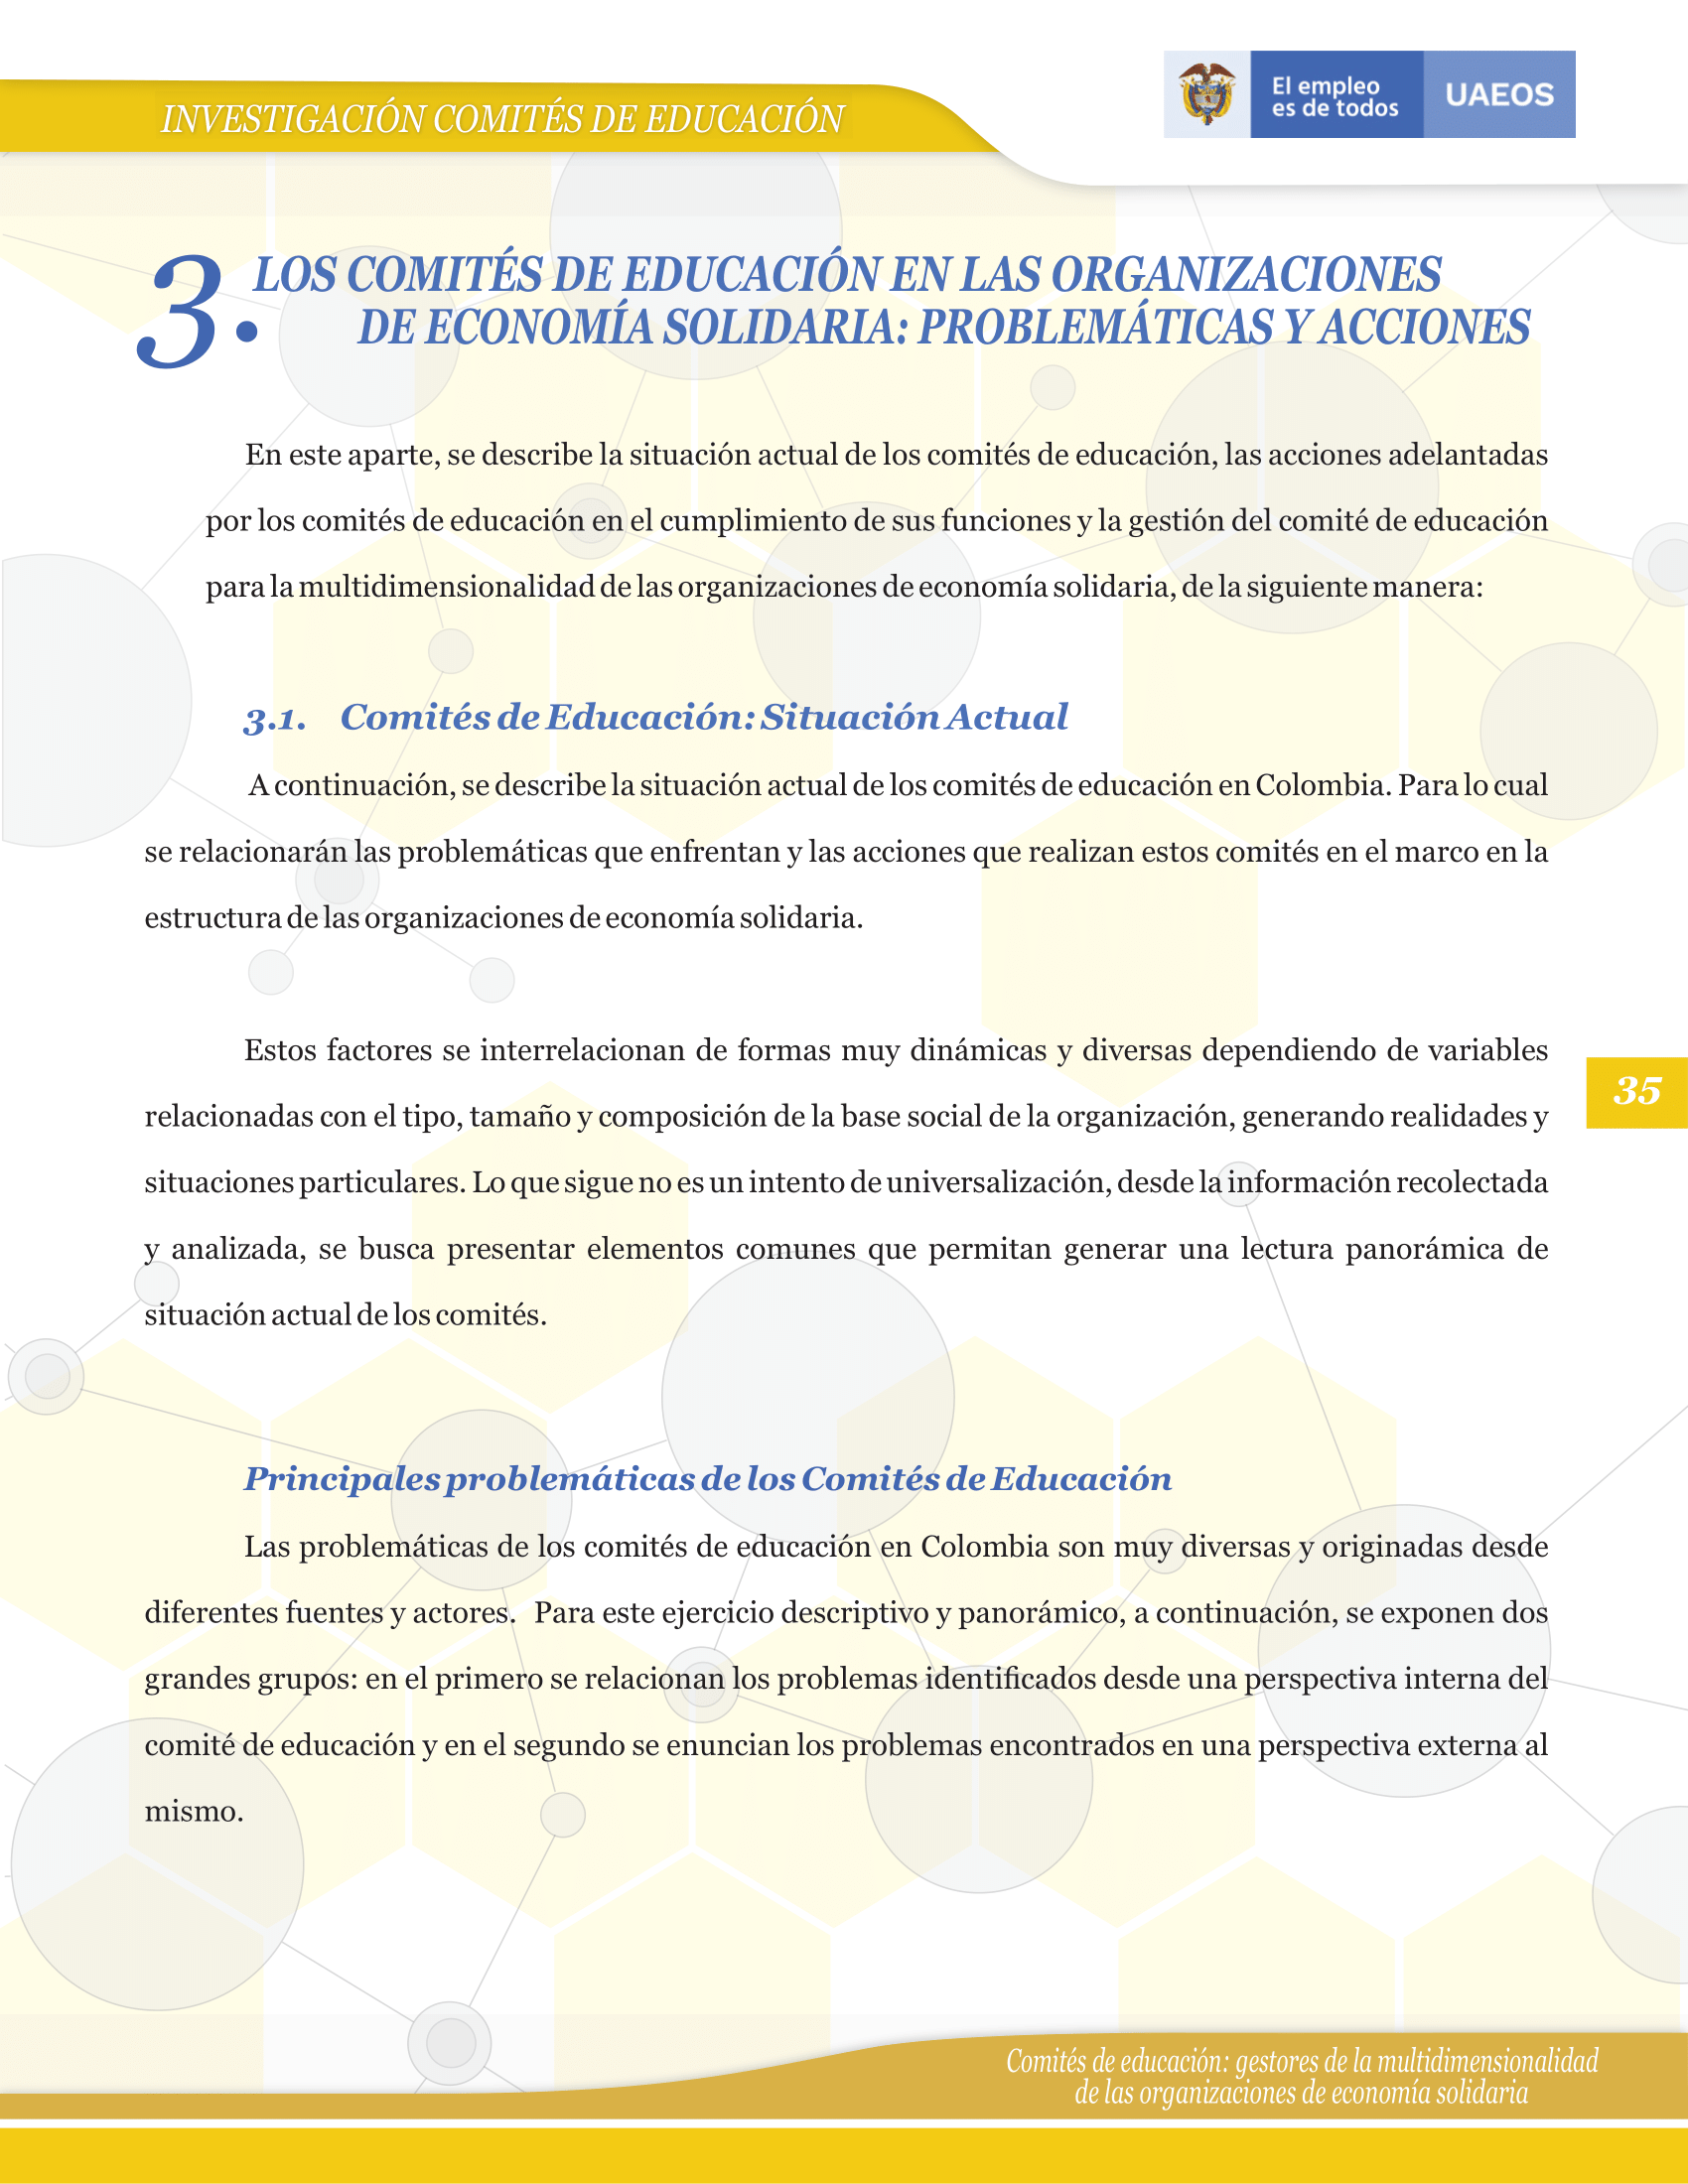 INVESTIGACIÓN COMITÉS DE EDUCACIÓN
El empleo
es de todos
UAEOS
3. LOS COMITÉS DE EDUCACIÓN EN LAS ORGANIZACIONES
DE ECONOMÍA SOLIDARIA: PROBLEMÁTICAS Y ACCIONES
En este aparte, se describe la situación actual de los comités de educación, las acciones adelantadas
por los comités de educación en el cumplimiento de sus funciones y la gestión del comité de educación
para la multidimensionalidad de las organizaciones de economía solidaria, de la siguiente manera:
3.1. Comités de Educación: Situación Actual
A continuación, se describe la situación actual de los comités de educación en Colombia. Para lo cual
se relacionarán las problemáticas que enfrentan y las acciones que realizan estos comités en el marco en la
estructura de las organizaciones de economía solidaria.
Estos factores se interrelacionan de formas muy dinámicas y diversas dependiendo de variables
relacionadas con el tipo, tamaño y composición de la base social de la organización, generando realidades y
situaciones particulares. Lo que sigue no es un intento de universalización, desde la información recolectada
y analizada, se busca presentar elementos comunes que permitan generar una lectura panorámica de
situación actual de los comités.
35
Principales problemáticas de los Comités de Educación
Las problemáticas de los comités de educación en Colombia son muy diversas y originadas desde
diferentes fuentes y actores. Para este ejercicio descriptivo y panorámico, a continuación, se exponen dos
grandes grupos: en el primero se relacionan los problemas identificados desde una perspectiva interna del
comité de educación y en el segundo se enuncian los problemas encontrados en una perspectiva externa al
mismo.
Comités de educación: gestores de la multidimensionalidad
de las organizaciones de economía solidaria